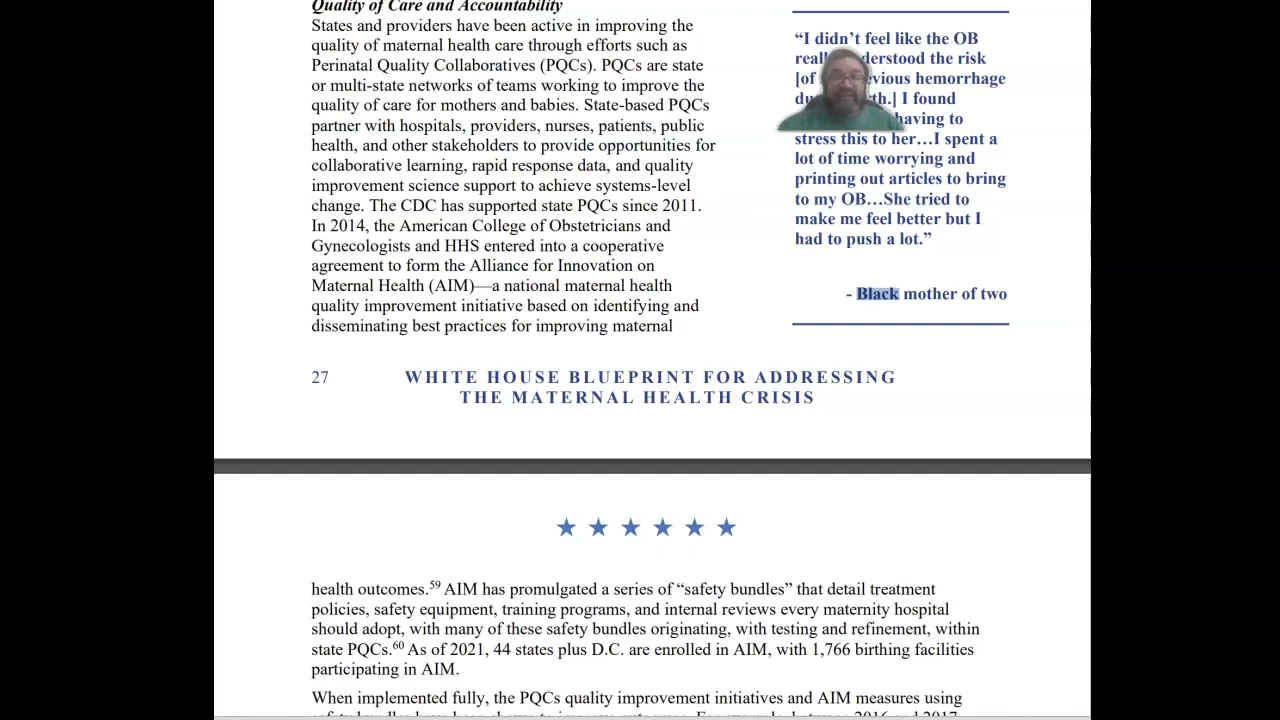 Quality of Care and Accountability
States and providers have been active in improving the
quality of maternal health care through efforts such as
Perinatal Quality Collaboratives (PQCs). PQCs are state
or multi-state networks of teams working to improve the
quality of care for mothers and babies. State-based PQCs
partner with hospitals, providers, nurses, patients, public
health, and other stakeholders to provide opportunities for
collaborative learning, rapid response data, and quality
improvement science support to achieve systems-level
change. The CDC has supported state PQCs since 2011.
In 2014, the American College of Obstetricians and
Gynecologists and HHS entered into a cooperative
agreement to form the Alliance for Innovation on
Maternal Health (AIM)—a national maternal health
quality improvement initiative based on identifying and
disseminating best practices for improving maternal
“I didn’t feel like the OB
the risk
[of hemorrhage
I found
having to
stress this to her…I spent a
lot of time worrying and
printing out articles to bring
to my OB…She tried to
make me feel better but I
had to push a lot.”
- Black mother of two
27 WHITE HOUSE BLUEPRINT FOR ADDRESSING
THE MATERNAL HEALTH CRISIS
health outcomes.59 AIM has promulgated a series of “safety bundles” that detail treatment
policies, safety equipment, training programs, and internal reviews every maternity hospital
should adopt, with many of these safety bundles originating, with testing and refinement, within
state PQCs.60 As of 2021, 44 states plus D.C. are enrolled in AIM, with 1,766 birthing facilities
participating in AIM.
When implemented fully, the PQCs quality improvement initiatives and AIM measures using